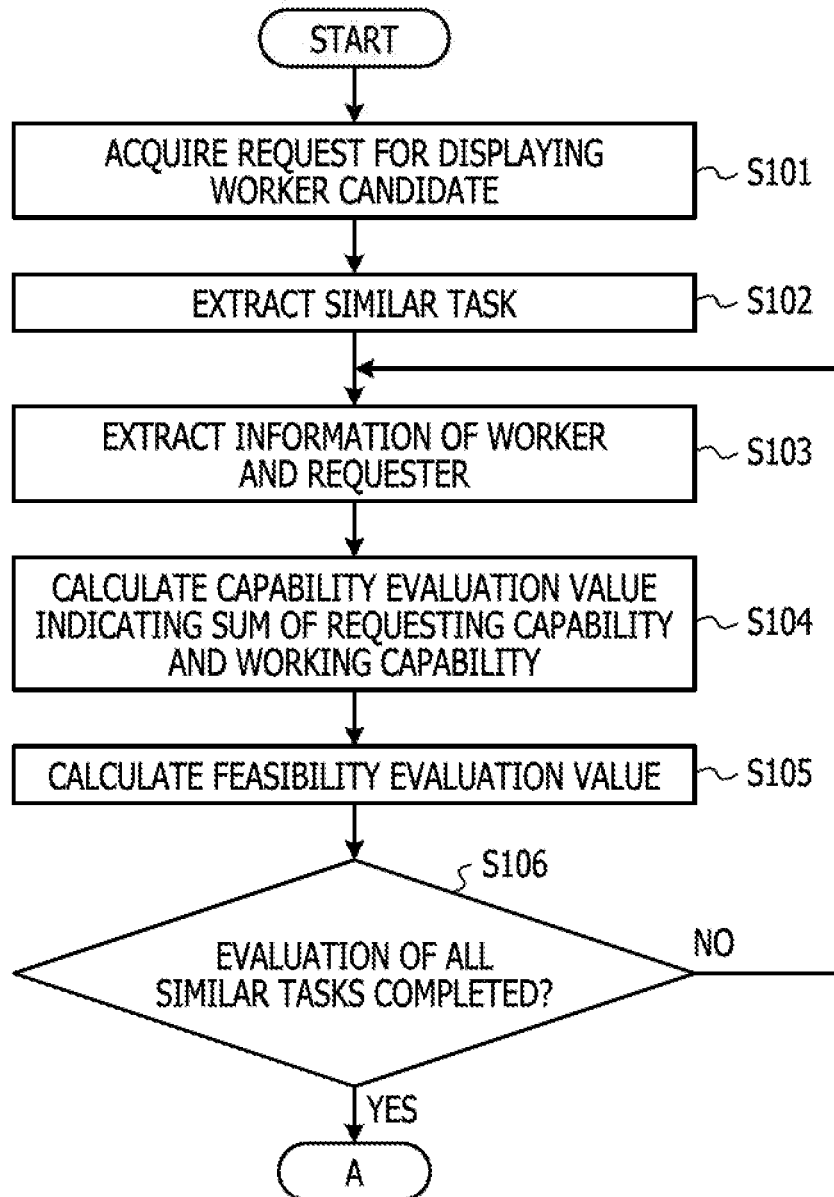 START
ACQUIRE REQUEST FOR DISPLAYING
WORKER CANDIDATE
S101
EXTRACT SIMILAR TASK
S102
EXTRACT INFORMATION OF WORKER
AND REQUESTER
S103
CALCULATE CAPABILITY EVALUATION VALUE
INDICATING SUM OF REQUESTING CAPABILITY
AND WORKING CAPABILITY
S104
CALCULATE FEASIBILITY EVALUATION VALUE
S105
S106
EVALUATION OF ALL
SIMILAR TASKS COMPLETED?
NO
YES
A